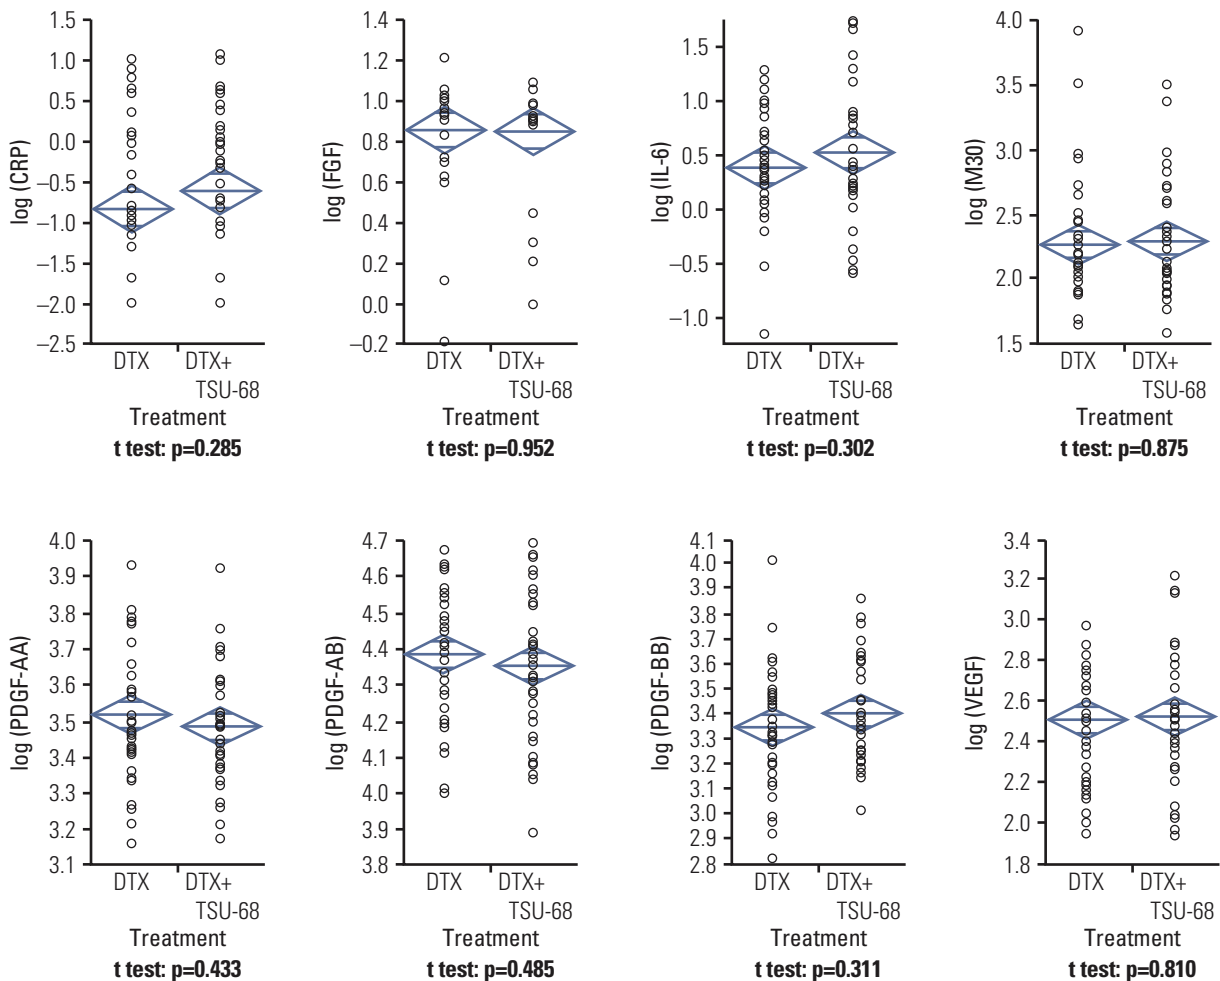 log (CRP)
1.5
1.0
0.5
0.0
−0.5
−1.0
−1.5
−2.0
−2.5
DTX DTX+
TSU-68
Treatment
t test: p=0.285
log (FGF)
1.4
1.2
1.0
0.8
0.6
0.4
0.2
0.0
−0.2
DTX DTX+
TSU-68
Treatment
t test: p=0.952
log (IL-6)
1.5
1.0
0.5
0.0
−0.5
−1.0
DTX DTX+
TSU-68
Treatment
t test: p=0.302
log (M30)
4.0
3.5
3.0
2.5
2.0
1.5
DTX DTX+
TSU-68
Treatment
t test: p=0.875
log (PDGF-AA)
4.0
3.9
3.8
3.7
3.6
3.5
3.4
3.3
3.2
3.1
DTX DTX+
TSU-68
Treatment
t test: p=0.433
log (PDGF-AB)
4.7
4.6
4.5
4.4
4.3
4.2
4.1
4.0
3.9
3.8
DTX DTX+
TSU-68
Treatment
t test: p=0.485
log (PDGF-BB)
4.1
4.0
3.9
3.8
3.7
3.6
3.5
3.4
3.3
3.2
3.1
3.0
2.9
2.8
DTX DTX+
TSU-68
Treatment
t test: p=0.311
log (VEGF)
3.4
3.2
3.0
2.8
2.6
2.4
2.2
2.0
1.8
DTX DTX+
TSU-68
Treatment
t test: p=0.810